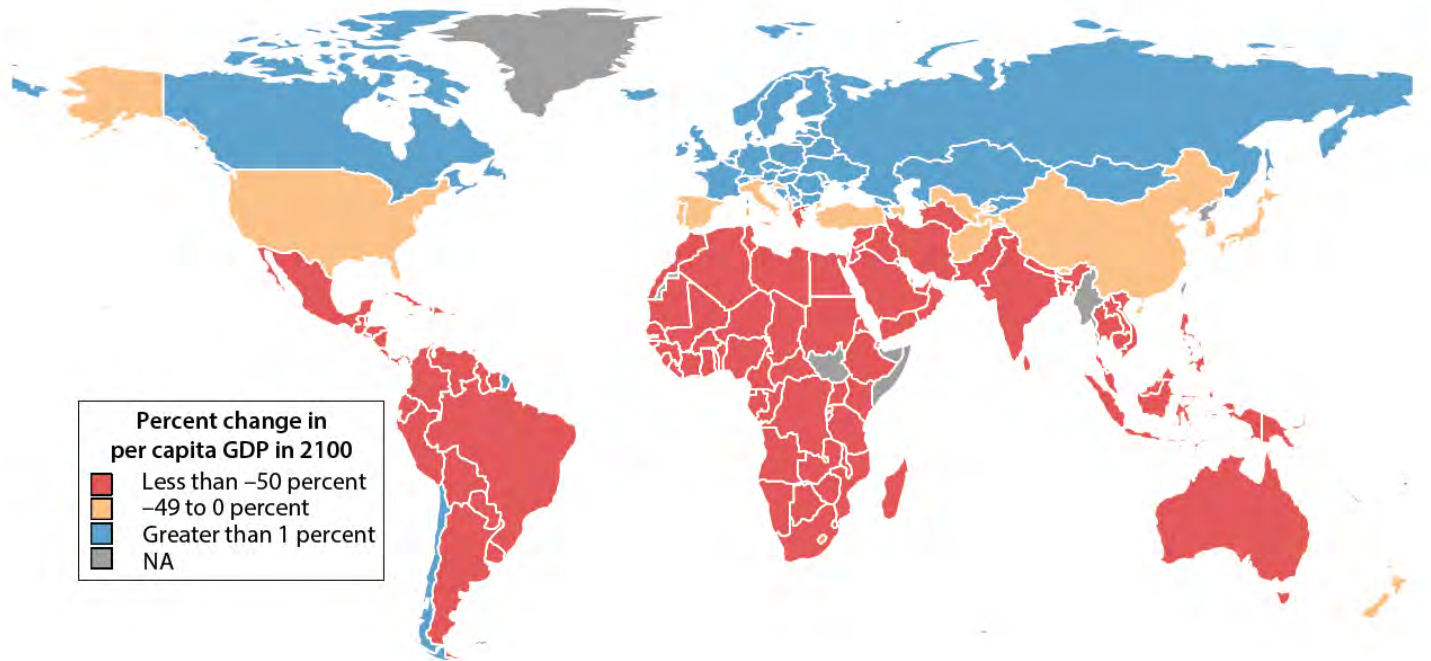 Percent change in
per capita GDP in 2100
Less than –50 percent
–49 to 0 percent
Greater than 1 percent
NA